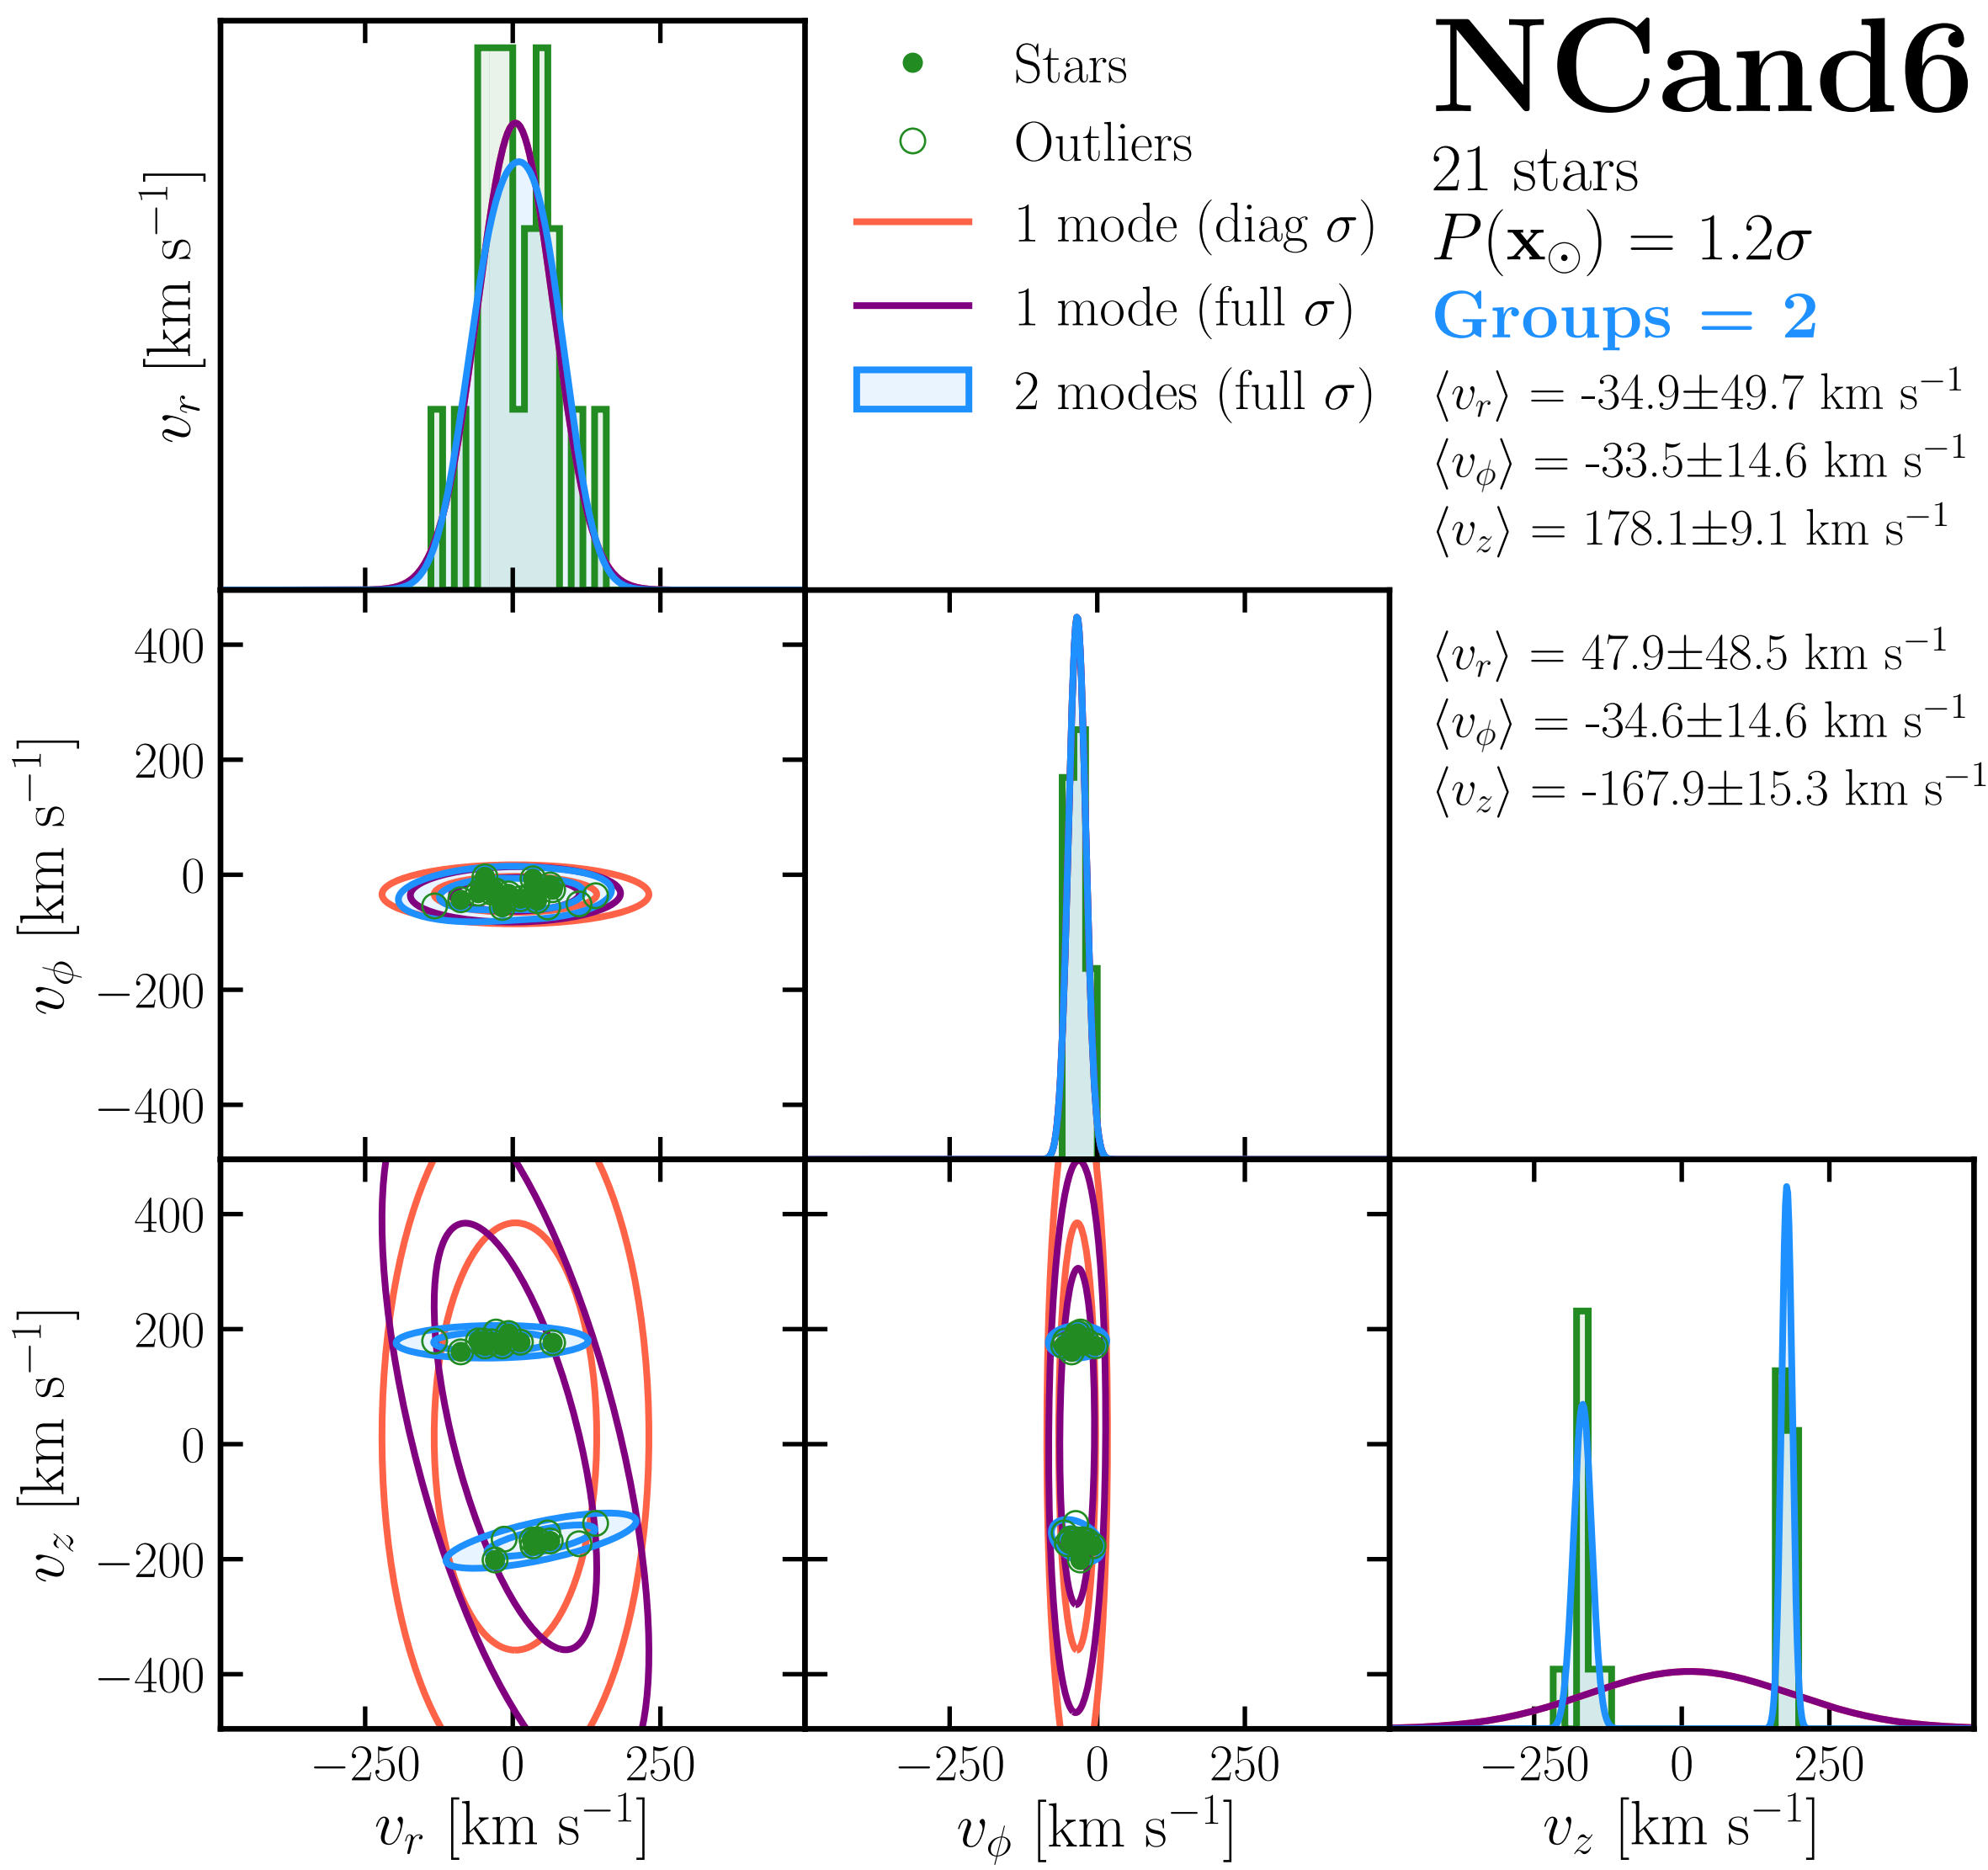 NCand6
21 stars
P(x⊙) = 1.2σ
Groups = 2
⟨v_r⟩ = -34.9±49.7 km s⁻¹
⟨v_ϕ⟩ = -33.5±14.6 km s⁻¹
⟨v_z⟩ = 178.1±9.1 km s⁻¹
⟨v_r⟩ = 47.9±48.5 km s⁻¹
⟨v_ϕ⟩ = -34.6±14.6 km s⁻¹
⟨v_z⟩ = -167.9±15.3 km s⁻¹
Stars
Outliers
1 mode (diag σ)
1 mode (full σ)
2 modes (full σ)
v_r [km s⁻¹]
v_ϕ [km s⁻¹]
400
200
0
−200
−400
v_z [km s⁻¹]
400
200
0
−200
−400
−250 0 250
−250 0 250
−250 0 250
v_r [km s⁻¹]
v_ϕ [km s⁻¹]
v_z [km s⁻¹]